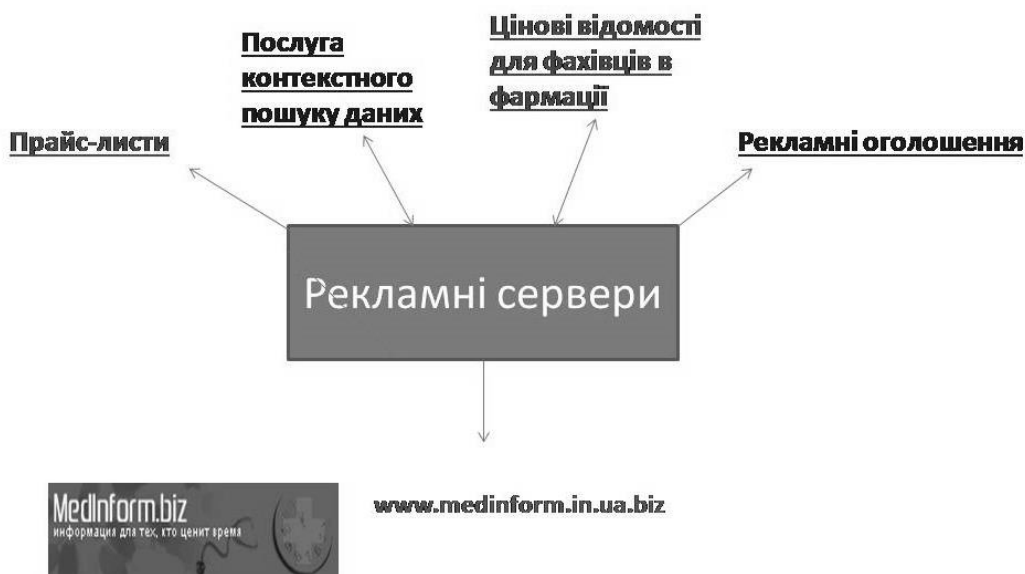 Цінові відомості
для фахівців в
фармації
Послуга
контекстного
пошуку даних
Прайс-листи
Рекламні оголошення
Рекламні сервери
MedInform.biz
информация для тех, кто ценит время
www.medinform.in.ua.biz